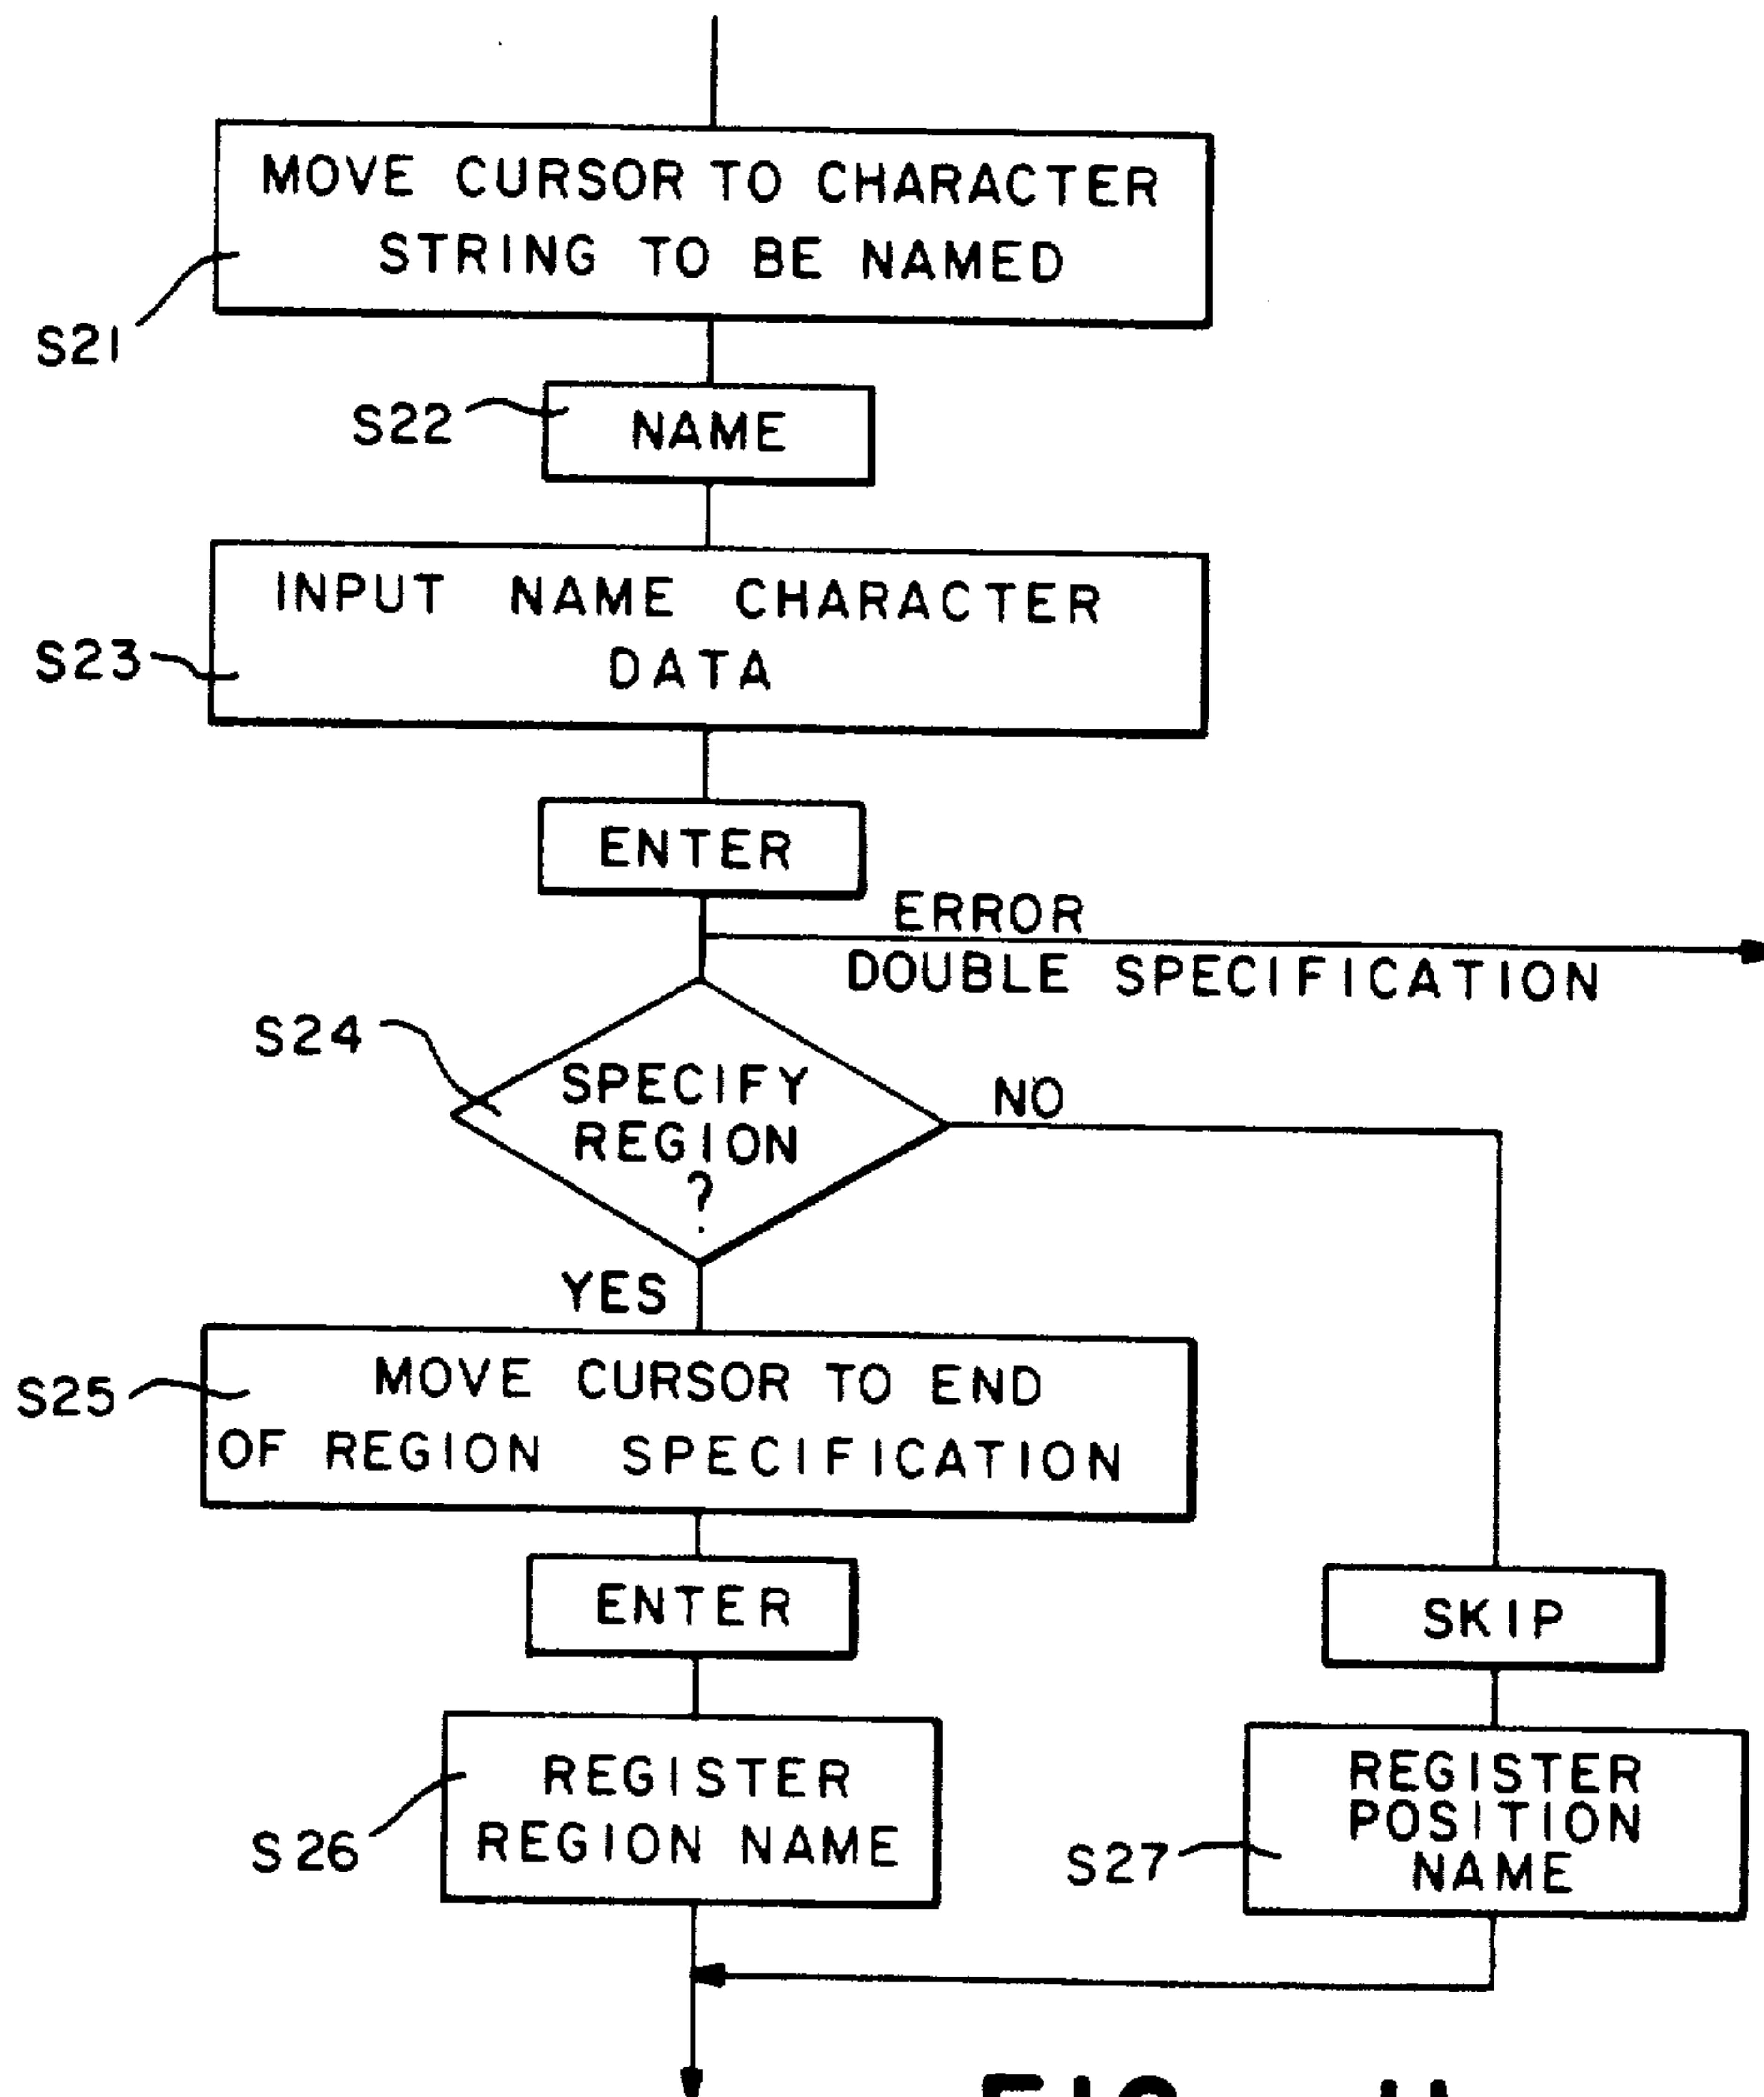 MOVE CURSOR TO CHARACTER
STRING TO BE NAMED
S21
S22
NAME
INPUT NAME CHARACTER
DATA
S23
ENTER
ERROR
DOUBLE SPECIFICATION
S24
SPECIFY
REGION
?
NO
YES
S25
MOVE CURSOR TO END
OF REGION SPECIFICATION
ENTER
SKIP
REGISTER
REGION NAME
S26
REGISTER
POSITION
NAME
S27